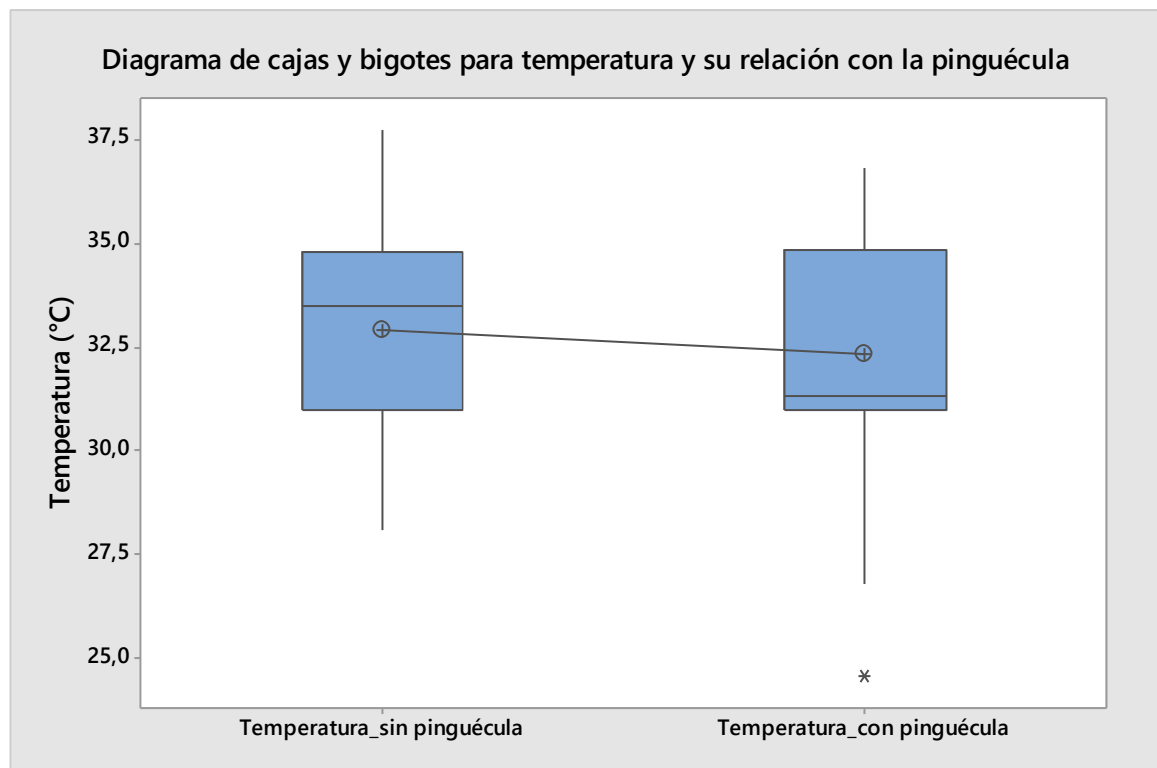 Diagrama de cajas y bigotes para temperatura y su relación con la pinguécula
Temperatura (°C)
37,5
35,0
32,5
30,0
27,5
25,0
Temperatura_sin pinguécula
Temperatura_con pinguécula